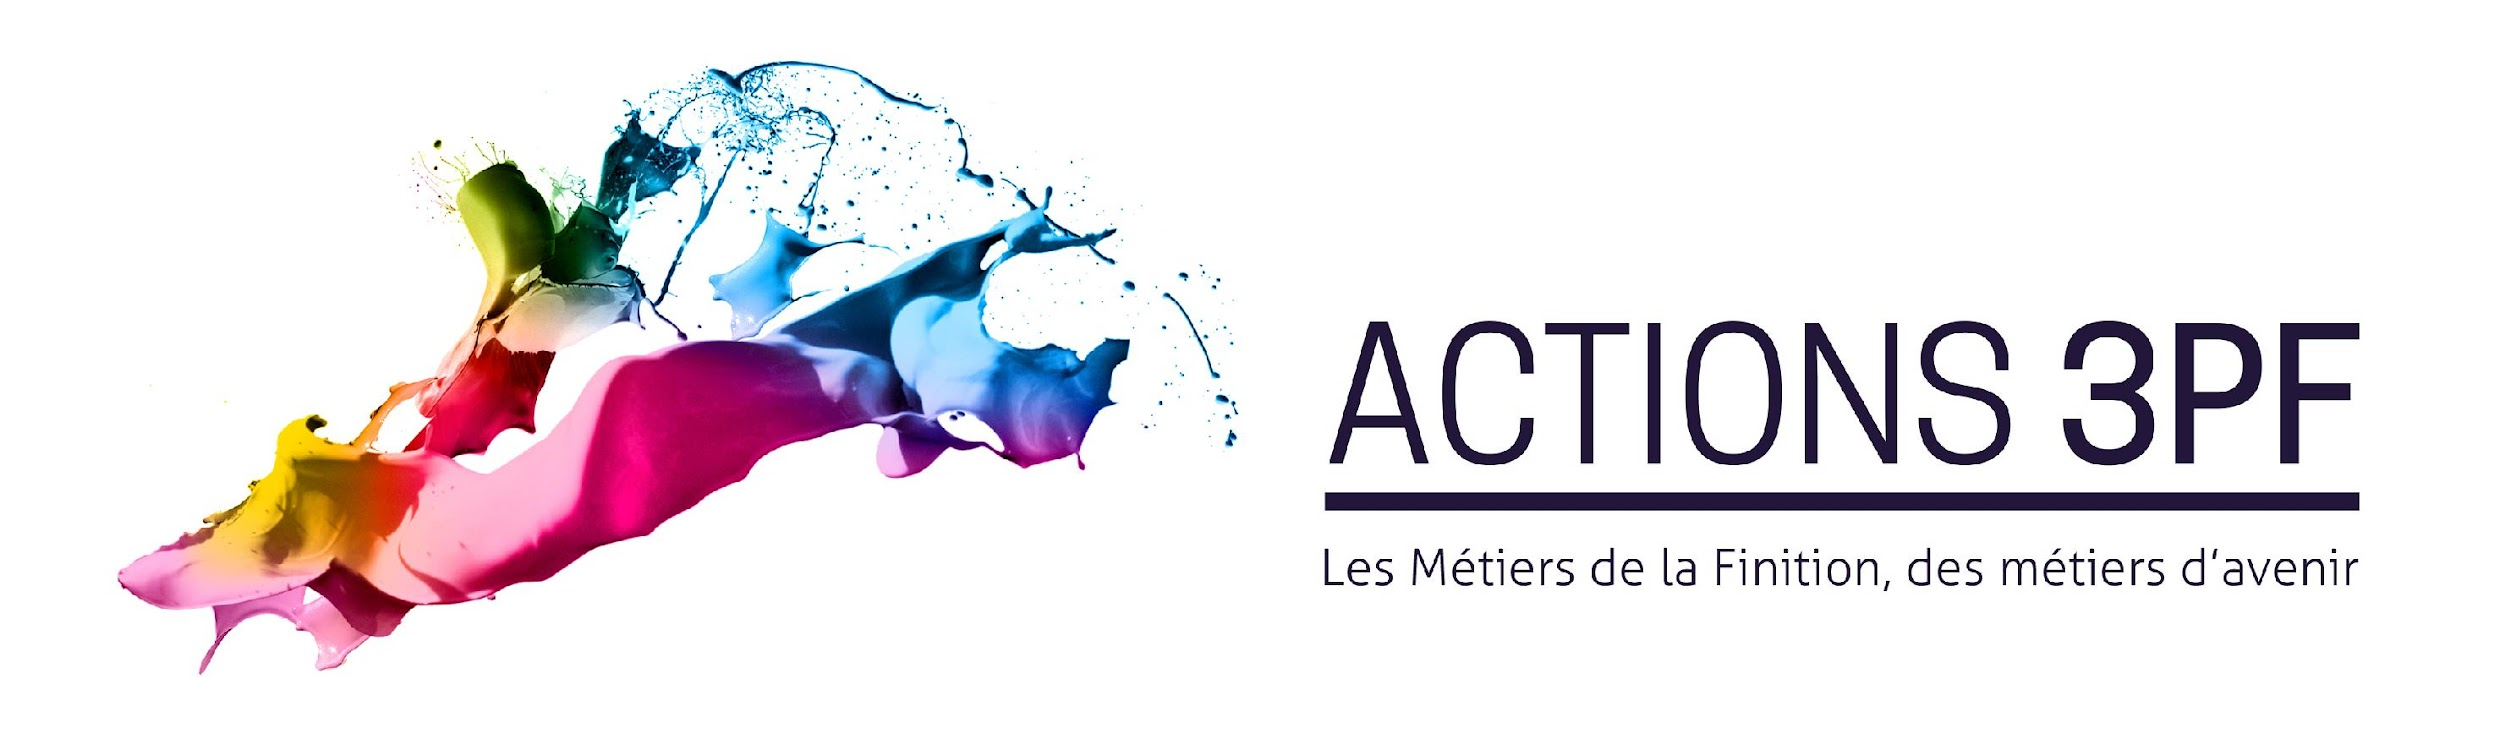 ACTIONS 3PF
Les Métiers de la Finition, des métiers d'avenir